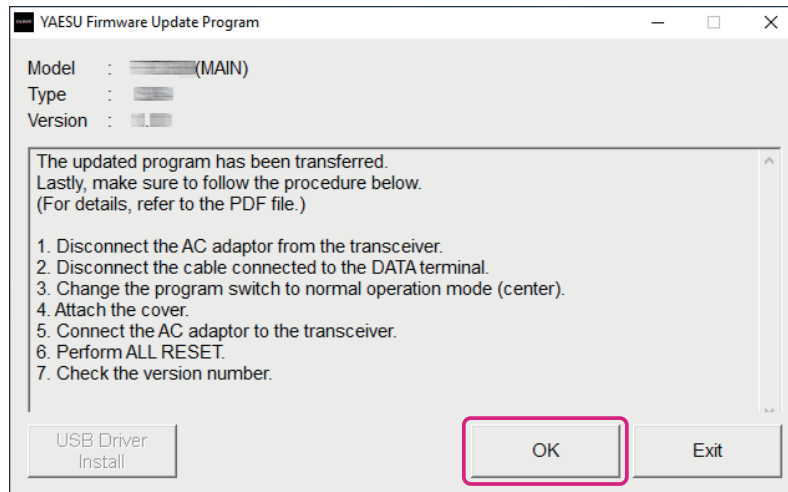 YAESU Firmware Update Program
Model : (MAIN)
Type :
Version :
The updated program has been transferred.
Lastly, make sure to follow the procedure below.
(For details, refer to the PDF file.)
1. Disconnect the AC adaptor from the transceiver.
2. Disconnect the cable connected to the DATA terminal.
3. Change the program switch to normal operation mode (center).
4. Attach the cover.
5. Connect the AC adaptor to the transceiver.
6. Perform ALL RESET.
7. Check the version number.
USB Driver
Install
OK
Exit